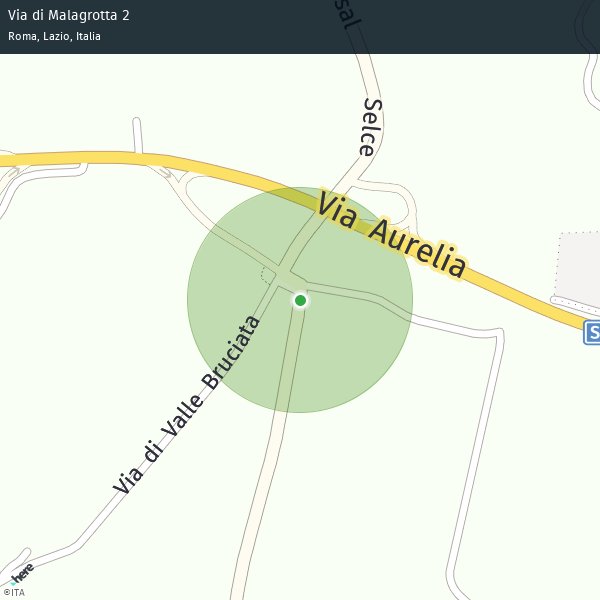 Via di Malagrotta 2
Roma, Lazio, Italia
sal
Selce
Via Aurelia
S
Via di Valle Bruciata
here
©ITA